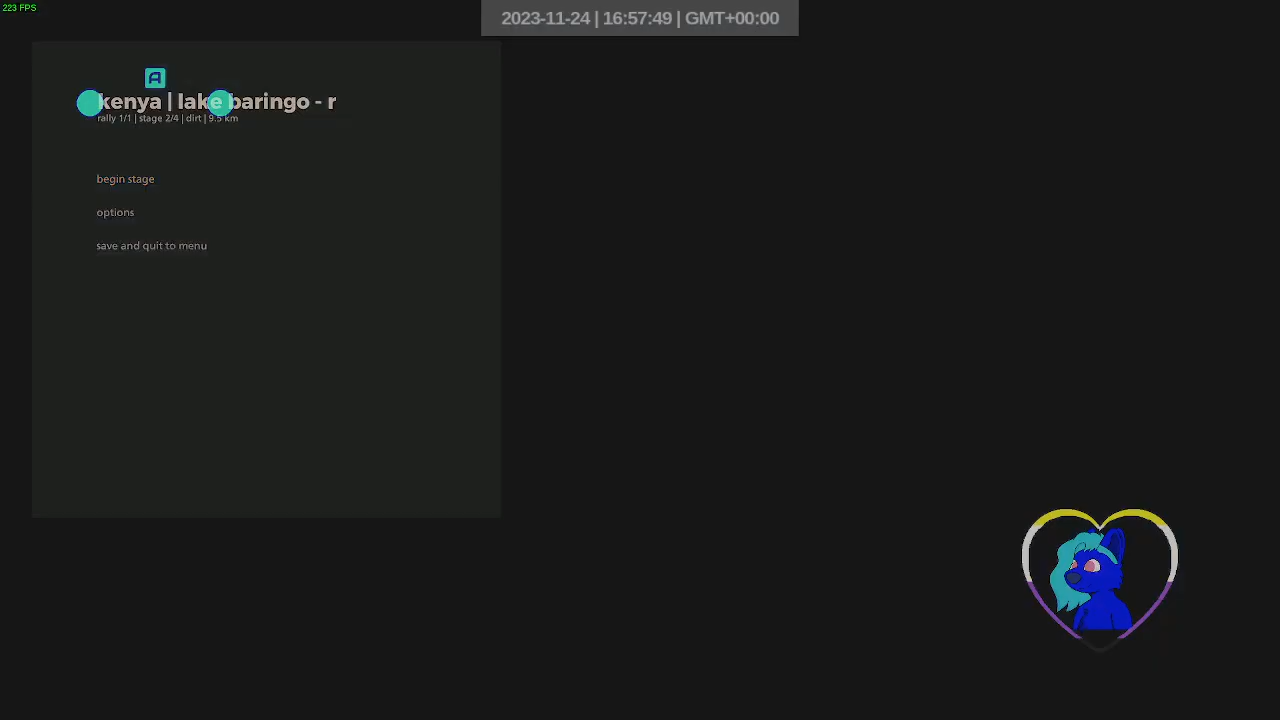 223 FPS
2023-11-24 | 16:57:49 | GMT+00:00
A
kenya | lake baringo - r
rally 1/1 | stage 2/4 | dirt | 9.5 km
begin stage
options
save and quit to menu